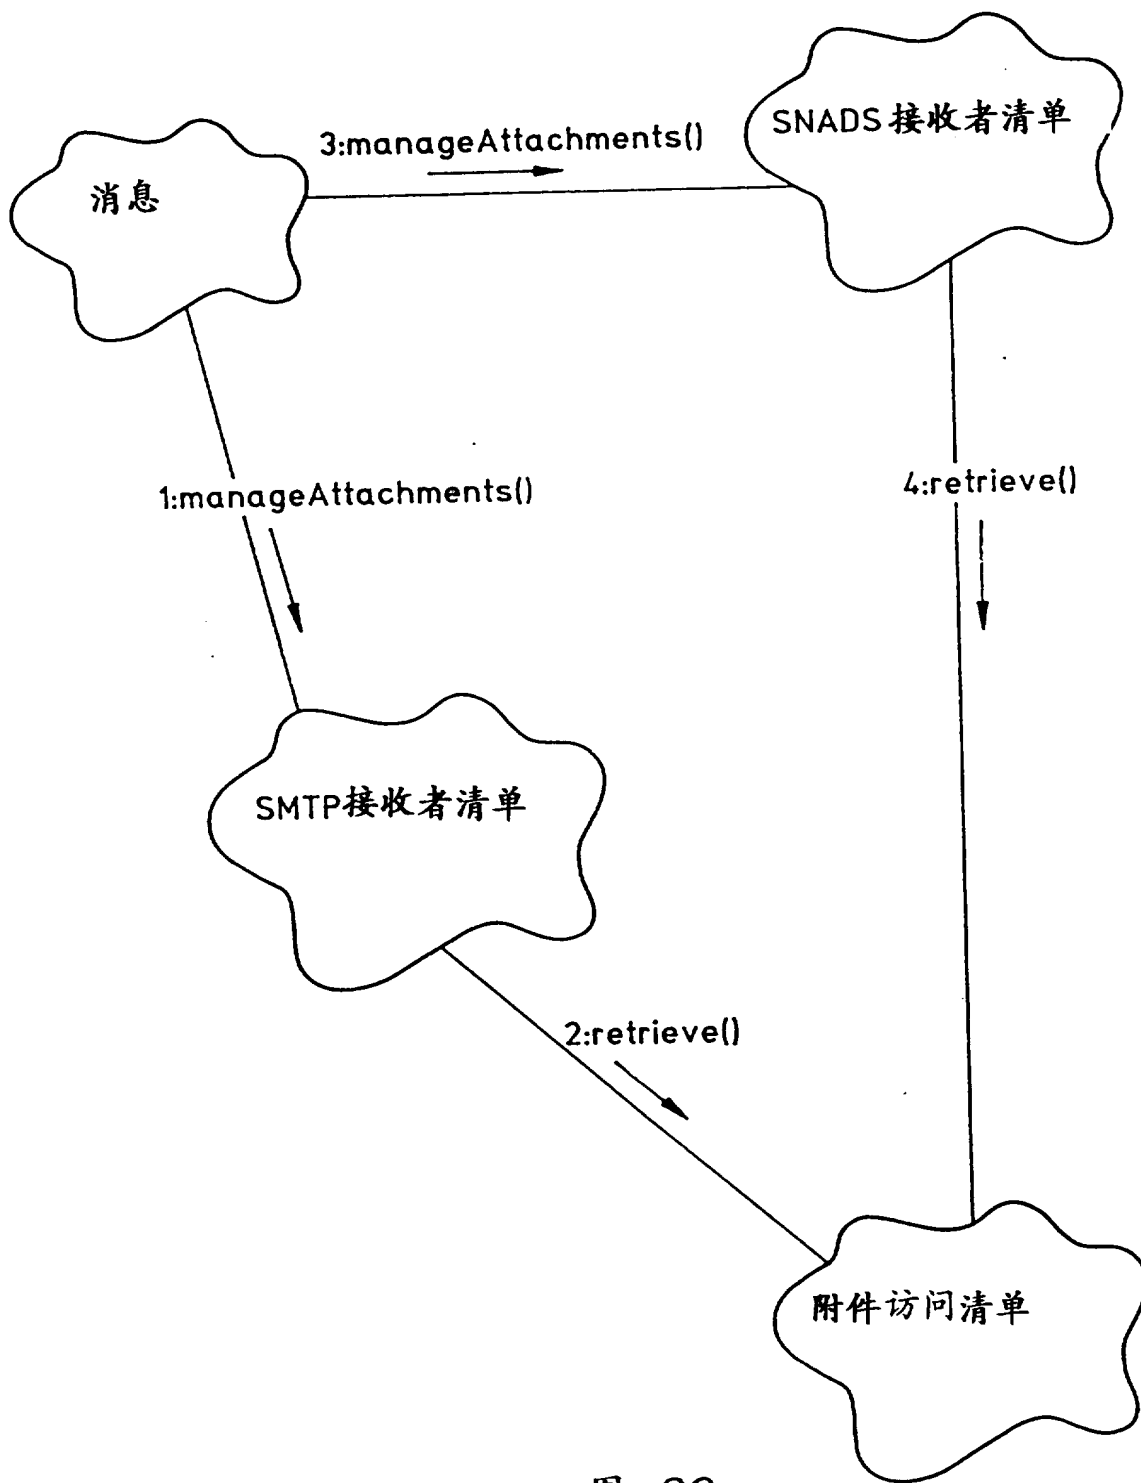 3:manageAttachments()
SNADS接收者清单
消息
1:manageAttachments()
4:retrieve()
SMTP接收者清单
2:retrieve()
附件访问清单